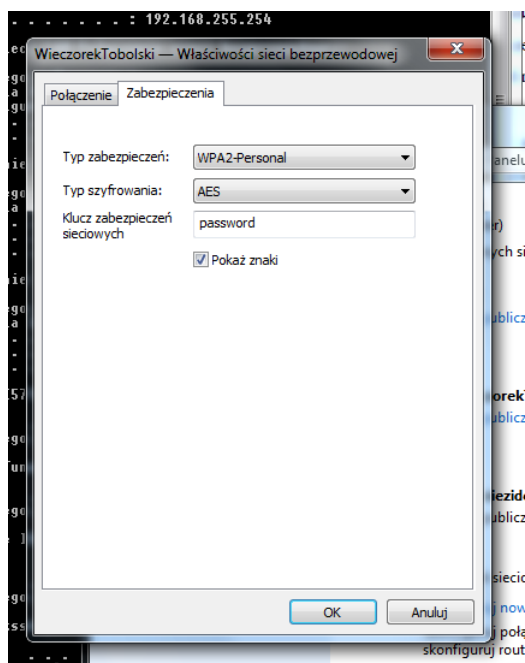 . . . . . . : 192.168.255.254
WieczorekTobolski — Właściwości sieci bezprzewodowej
Połączenie
Zabezpieczenia
Typ zabezpieczeń:
WPA2-Personal
Typ szyfrowania:
AES
Klucz zabezpieczeń
sieciowych
password
Pokaż znaki
OK
Anuluj
skonfiguruj rout